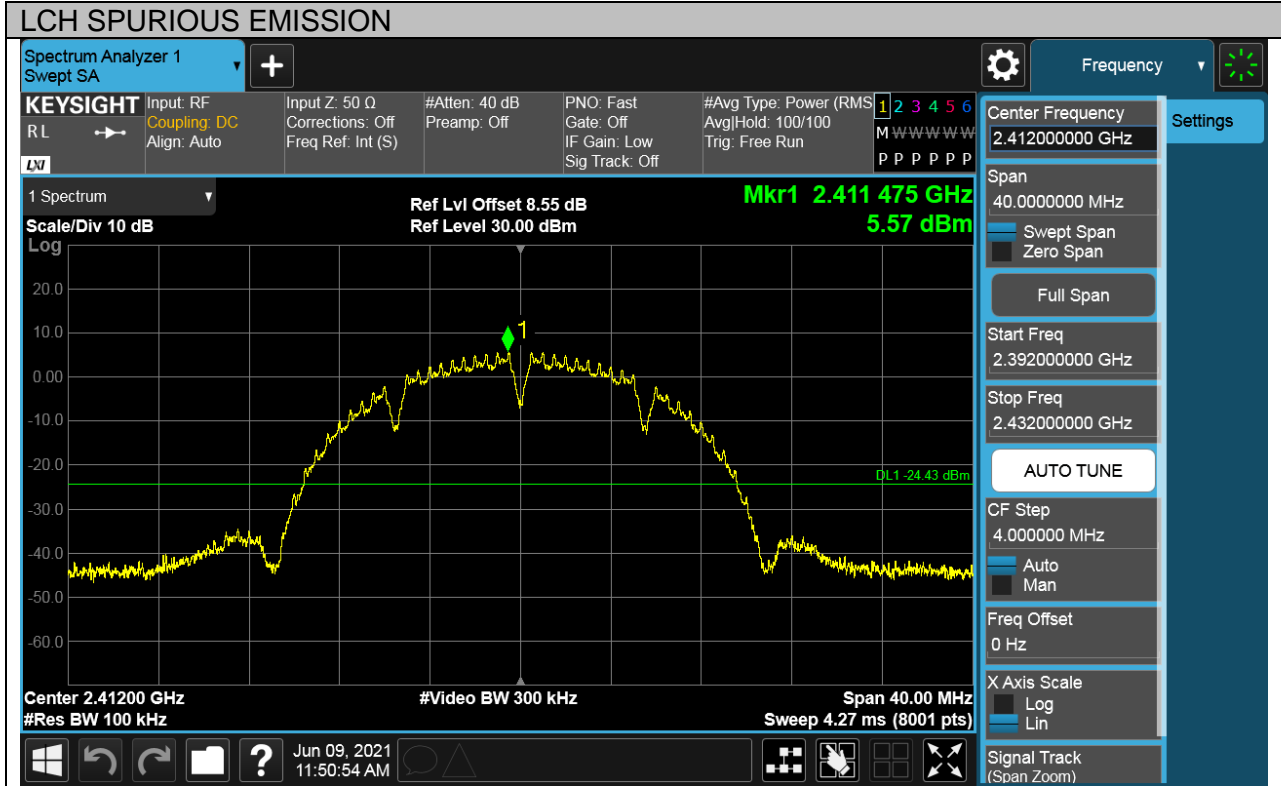 LCH SPURIOUS EMISSION
Spectrum Analyzer 1
Swept SA
+
Frequency
KEYSIGHT
R L
LXI
Input: RF
Coupling: DC
Align: Auto
Input Z: 50 Ω
Corrections: Off
Freq Ref: Int (S)
#Atten: 40 dB
Preamp: Off
PNO: Fast
Gate: Off
IF Gain: Low
Sig Track: Off
#Avg Type: Power (RMS
Avg|Hold: 100/100
Trig: Free Run
1 2 3 4 5 6
M W W W W W
P P P P P P
1 Spectrum
Scale/Div 10 dB
Log
Ref Lvl Offset 8.55 dB
Ref Level 30.00 dBm
Mkr1 2.411 475 GHz
5.57 dBm
20.0
10.0
0.00
-10.0
-20.0
-30.0
-40.0
-50.0
-60.0
1
DL1 -24.43 dBm
Center 2.41200 GHz
#Res BW 100 kHz
#Video BW 300 kHz
Span 40.00 MHz
Sweep 4.27 ms (8001 pts)
Center Frequency
2.412000000 GHz
Settings
Span
40.0000000 MHz
Swept Span
Zero Span
Full Span
Start Freq
2.392000000 GHz
Stop Freq
2.432000000 GHz
AUTO TUNE
CF Step
4.000000 MHz
Auto
Man
Freq Offset
0 Hz
X Axis Scale
Log
Lin
Signal Track
(Span Zoom)
?
Jun 09, 2021
11:50:54 AM